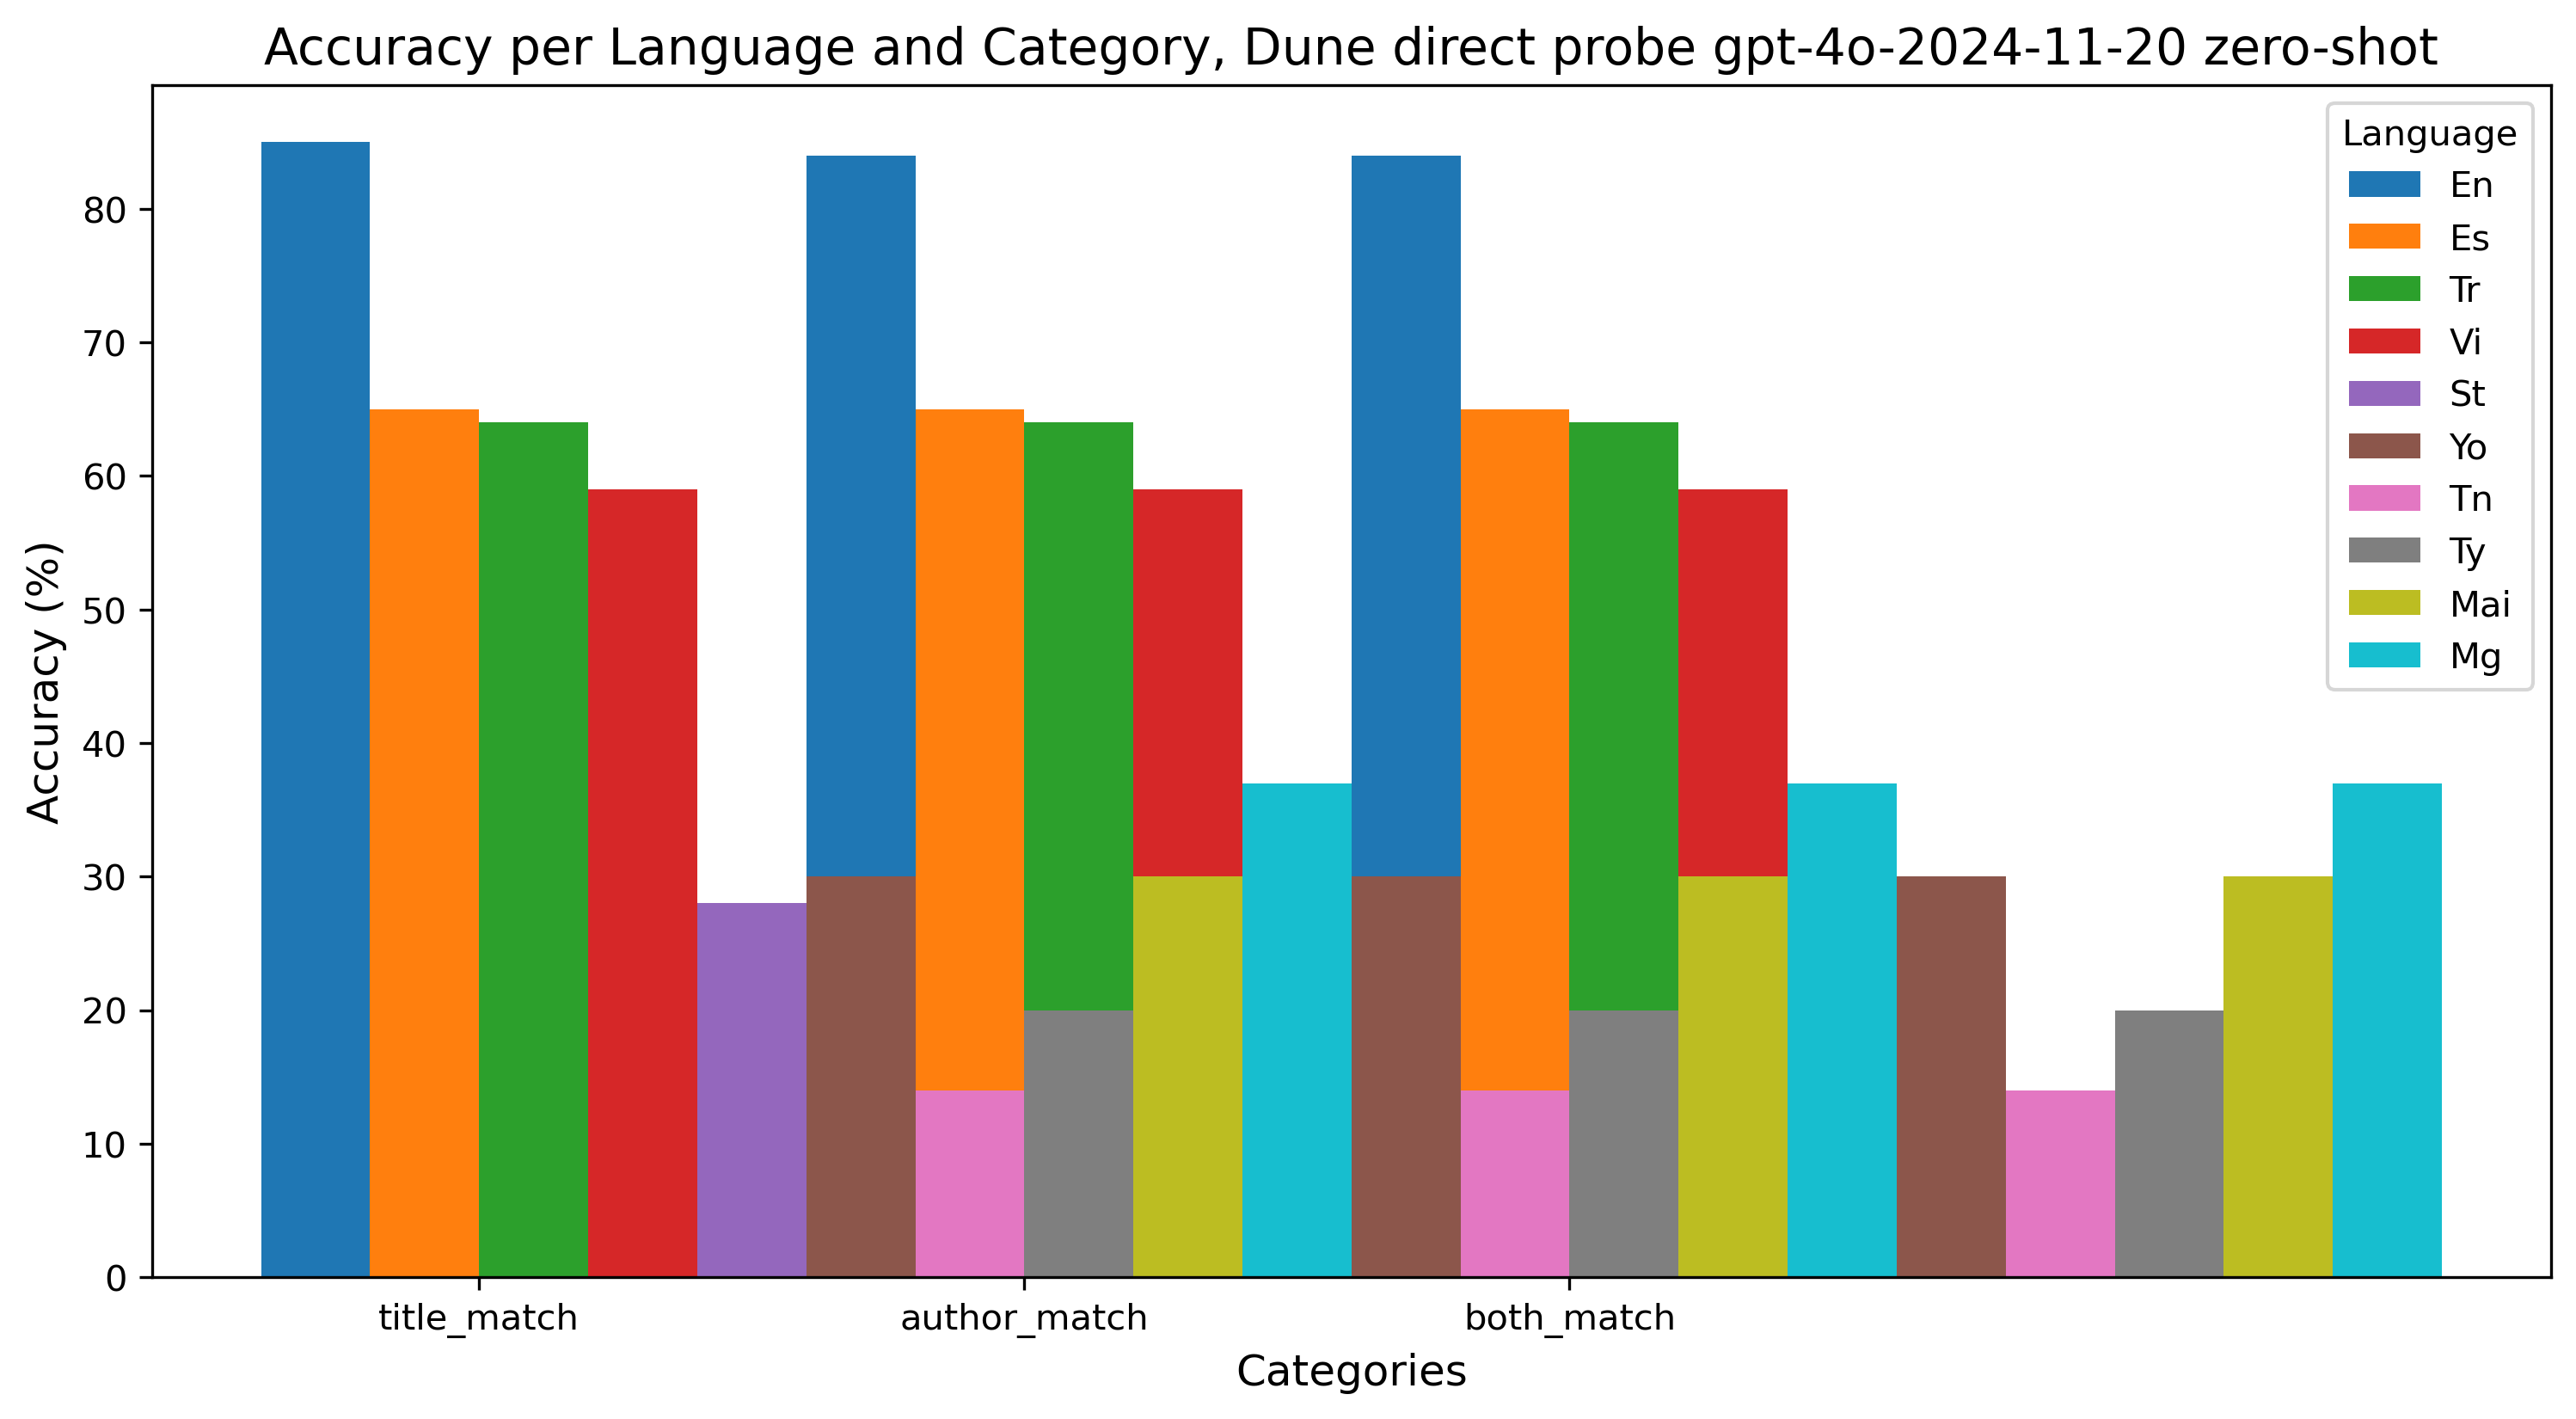 Accuracy per Language and Category, Dune direct probe gpt-4o-2024-11-20 zero-shot
Language
En
Es
Tr
Vi
St
Yo
Tn
Ty
Mai
Mg
Accuracy (%)
80
70
60
50
40
30
20
10
0
title_match author_match both_match
Categories